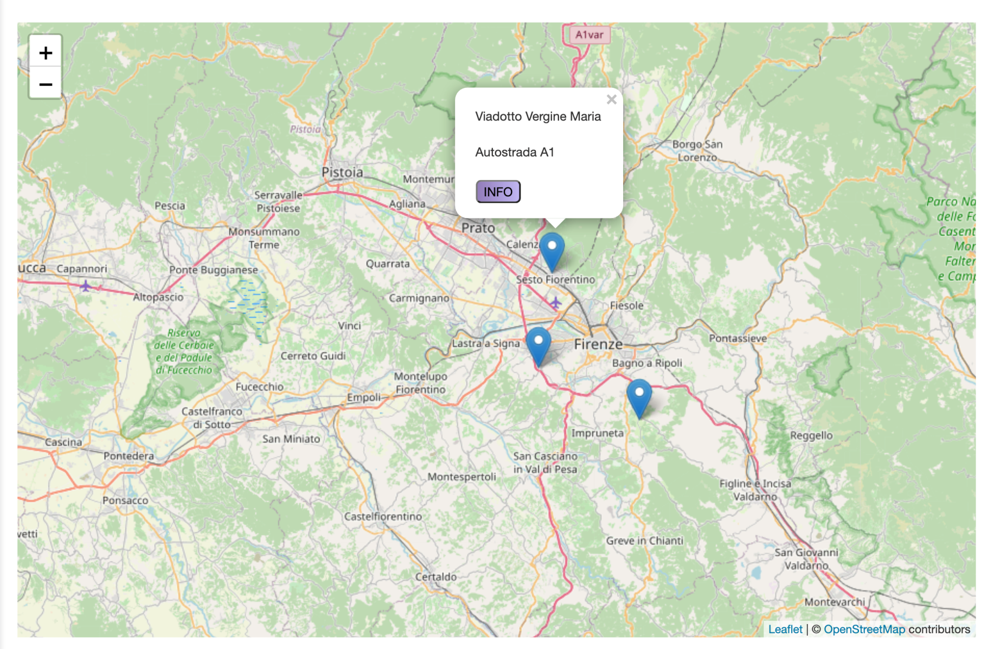 A1var
+
−
×
Viadotto Vergine Maria
Autostrada A1
INFO
Pistoia
Borgo San
Lorenzo
Pistoia
Montemur
Serravalle
Pistoiese
Pescia
Agliana
Parco Na
delle Fo
Casent
Mor
Falter
e Camp
Prato
Monsummano
Terme
Calenz
ucca
Capannori
Ponte Buggianese
Quarrata
Sesto Fiorentino
Altopascio
Carmignano
Fiesole
Vinci
Riserva
delle Cerbaie
e del Padule
di Fucecchio
Lastra a Signa
Firenze
Pontassieve
Cerreto Guidi
Bagno a Ripoli
Montelupo
Fiorentino
Fucecchio
Empoli
Castelfranco
di Sotto
Impruneta
Reggello
San Miniato
Cascina
Pontedera
San Casciano
in Val di Pesa
Montespertoli
Figline e Incisa
Valdarno
Ponsacco
Castelfiorentino
vetti
Greve in Chianti
San Giovanni
Valdarno
Certaldo
Montevarchi
Leaflet | © OpenStreetMap contributors